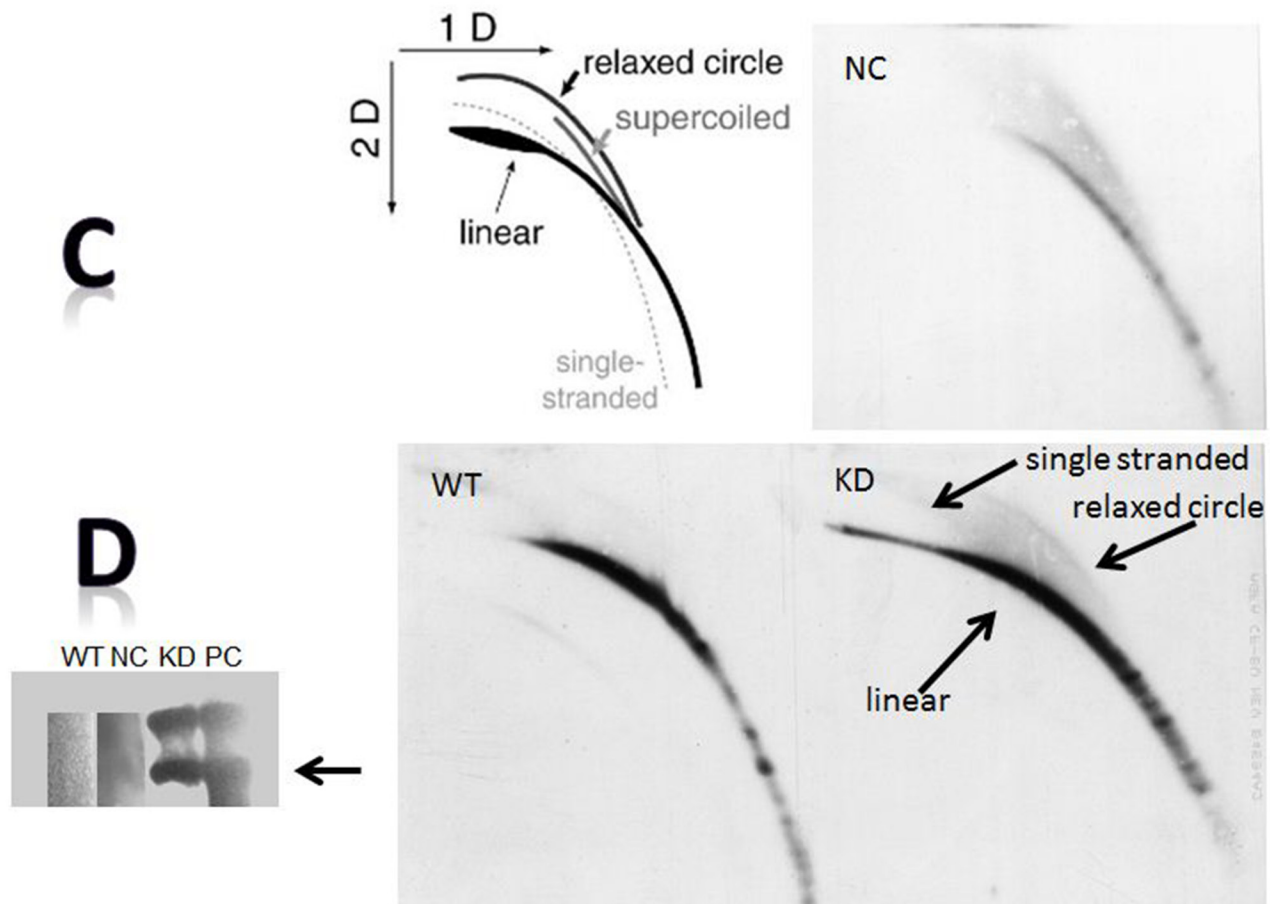 1 D
relaxed circle
supercoiled
2 D
linear
single-
stranded
NC
C
WT
KD
single stranded
relaxed circle
linear
D
WT NC KD PC